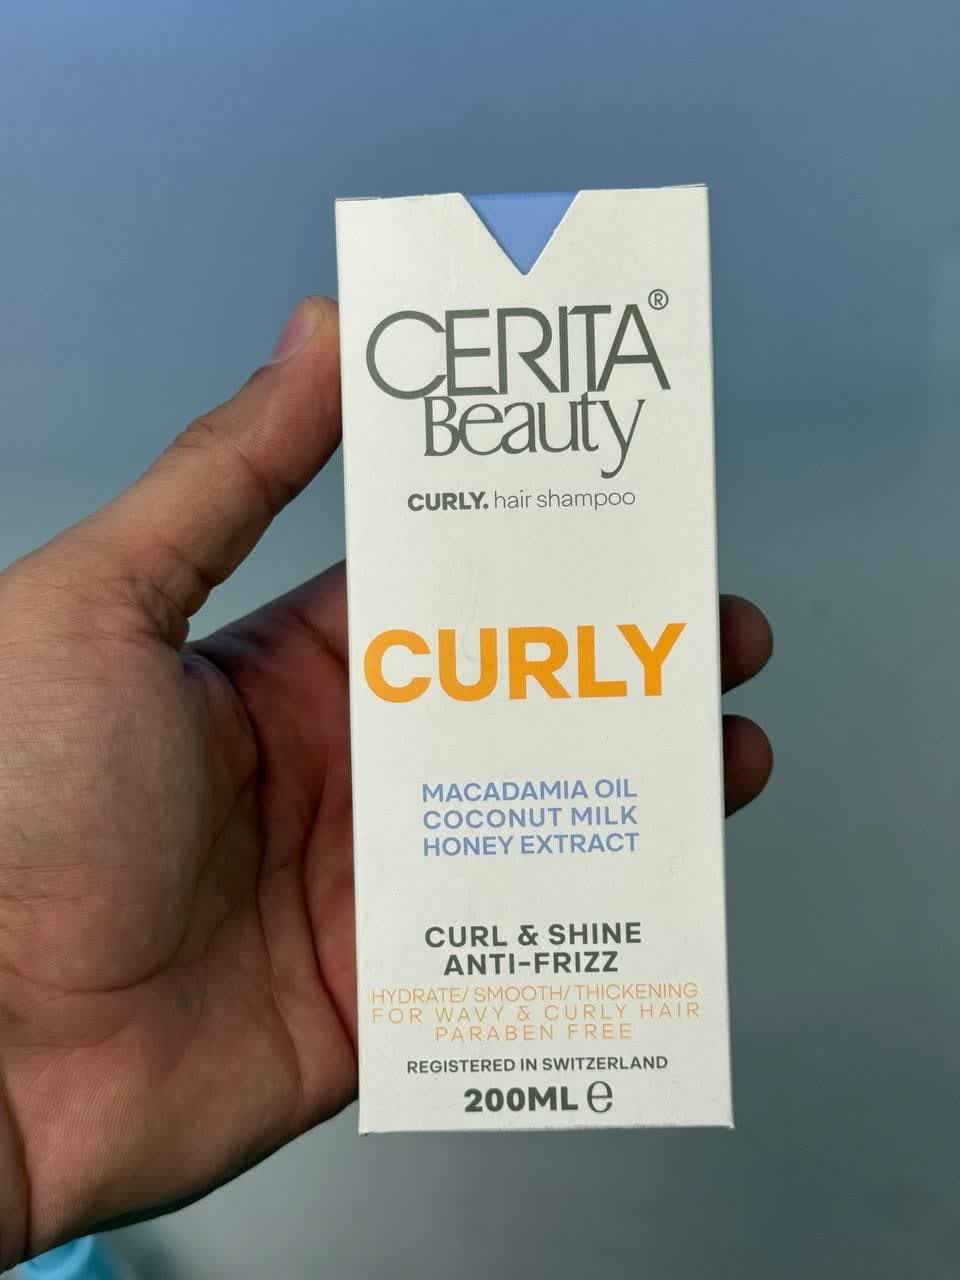 CERITA®
Beauty
CURLY. hair shampoo
CURLY
MACADAMIA OIL
COCONUT MILK
HONEY EXTRACT
CURL & SHINE
ANTI-FRIZZ
HYDRATE/ SMOOTH/ THICKENING
FOR WAVY & CURLY HAIR
PARABEN FREE
REGISTERED IN SWITZERLAND
200ML ℮